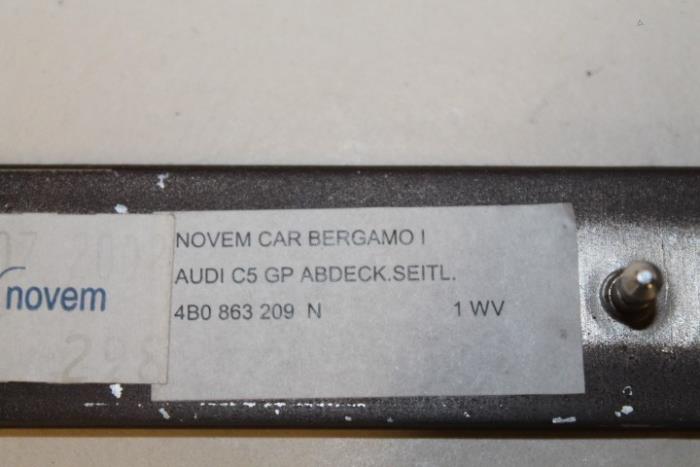 NOVEM CAR BERGAMO I
AUDI C5 GP ABDECK.SEITL.
4B0 863 209 N 1 WV
novem